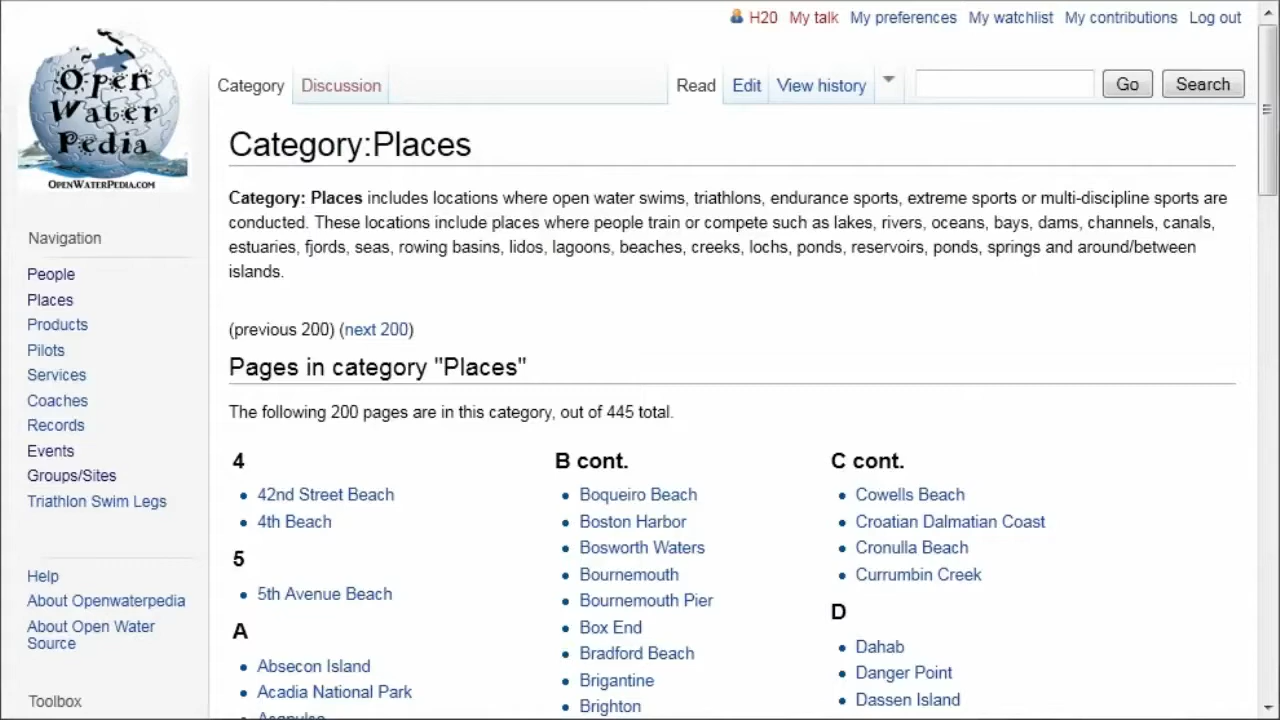 H20 My talk My preferences My watchlist My contributions Log out
Open
Water
Pedia
OPENWATERPEDIA.COM
Category Discussion Read Edit View history Go Search
Category:Places
Category: Places includes locations where open water swims, triathlons, endurance sports, extreme sports or multi-discipline sports are
conducted. These locations include places where people train or compete such as lakes, rivers, oceans, bays, dams, channels, canals,
estuaries, fjords, seas, rowing basins, lidos, lagoons, beaches, creeks, lochs, ponds, reservoirs, ponds, springs and around/between
islands.
Navigation
People
Places
Products
Pilots
Services
Coaches
Records
Events
Groups/Sites
Triathlon Swim Legs
Help
About Openwaterpedia
About Open Water
Source
Toolbox
(previous 200) (next 200)
Pages in category "Places"
The following 200 pages are in this category, out of 445 total.
4
42nd Street Beach
4th Beach
5
5th Avenue Beach
A
Absecon Island
Acadia National Park
Acapulco
B cont.
Boqueiro Beach
Boston Harbor
Bosworth Waters
Bournemouth
Bournemouth Pier
Box End
Bradford Beach
Brigantine
Brighton
C cont.
Cowells Beach
Croatian Dalmatian Coast
Cronulla Beach
Currumbin Creek
D
Dahab
Danger Point
Dassen Island